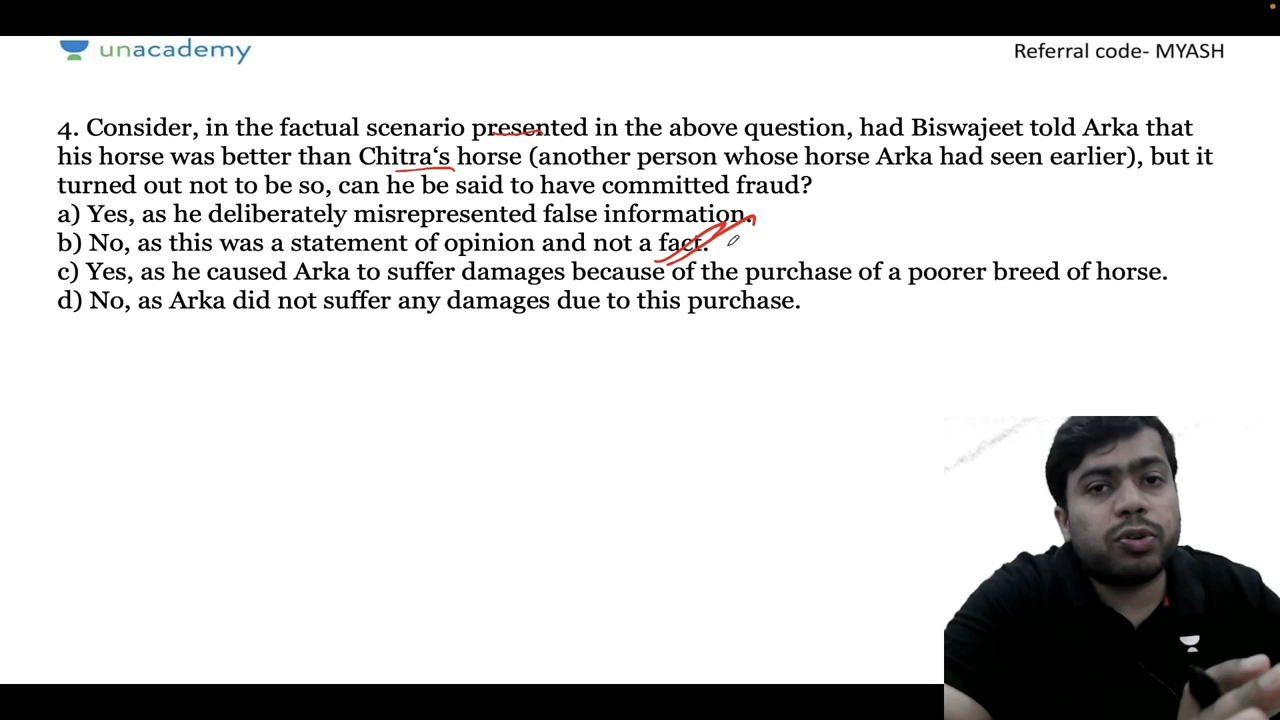 unacademy
Referral code- MYASH
4. Consider, in the factual scenario presented in the above question, had Biswajeet told Arka that
his horse was better than Chitra‘s horse (another person whose horse Arka had seen earlier), but it
turned out not to be so, can he be said to have committed fraud?
a) Yes, as he deliberately misrepresented false information.
b) No, as this was a statement of opinion and not a fact.
c) Yes, as he caused Arka to suffer damages because of the purchase of a poorer breed of horse.
d) No, as Arka did not suffer any damages due to this purchase.